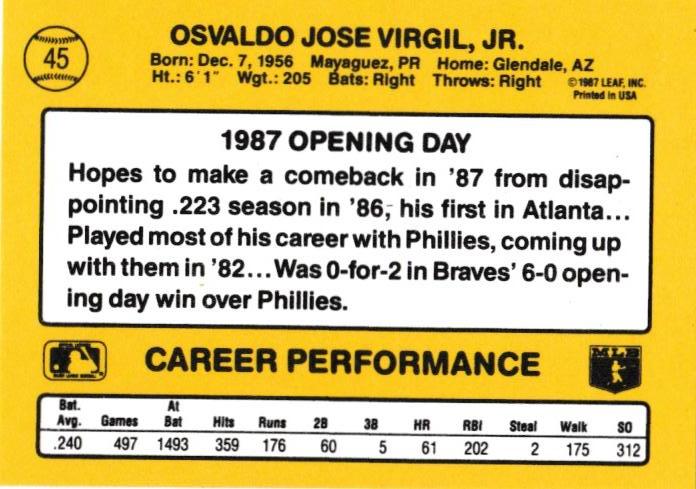 45
OSVALDO JOSE VIRGIL, JR.
Born: Dec. 7, 1956 Mayaguez, PR Home: Glendale, AZ
Ht.: 6'1" Wgt.: 205 Bats: Right Throws: Right
©1987 LEAF, INC.
Printed in USA
1987 OPENING DAY
Hopes to make a comeback in '87 from disap-
pointing .223 season in '86, his first in Atlanta...
Played most of his career with Phillies, coming up
with them in '82...Was 0-for-2 in Braves' 6-0 open-
ing day win over Phillies.
CAREER PERFORMANCE
MLB
Bat. Avg. Games At Bat Hits Runs 2B 3B HR RBI Steal Walk SO
.240 497 1493 359 176 60 5 61 202 2 175 312